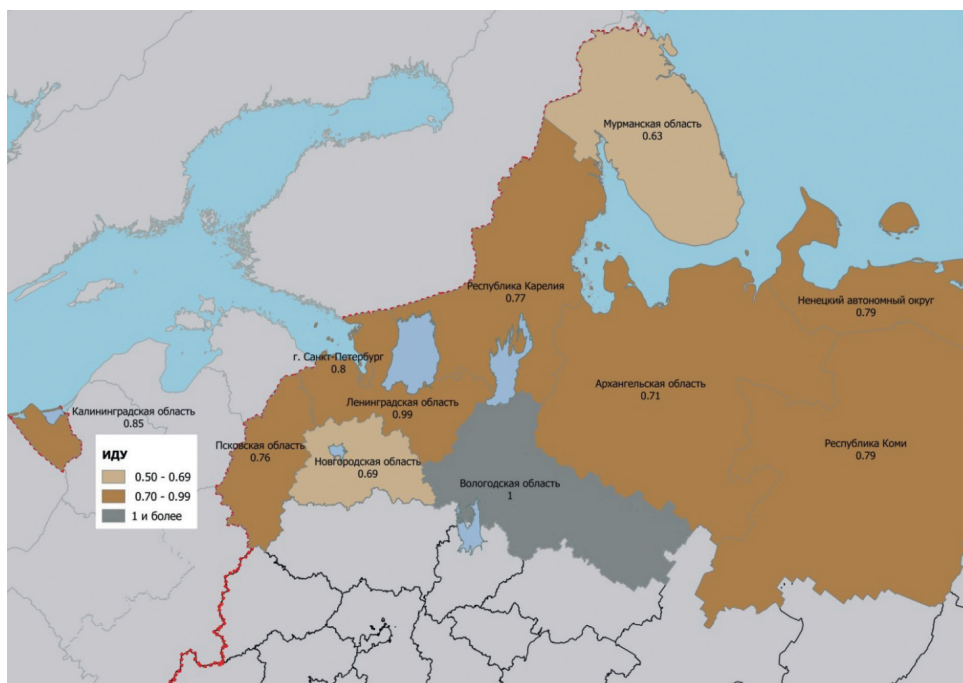 Мурманская область
0.63
Республика Карелия
0.77
Ненецкий автономный округ
0.79
г. Санкт-Петербург
0.8
Архангельская область
0.71
Ленинградская область
0.99
Калининградская область
0.85
Псковская область
0.76
Республика Коми
0.79
Новгородская область
0.69
Вологодская область
1
ИДУ
0.50 - 0.69
0.70 - 0.99
1 и более